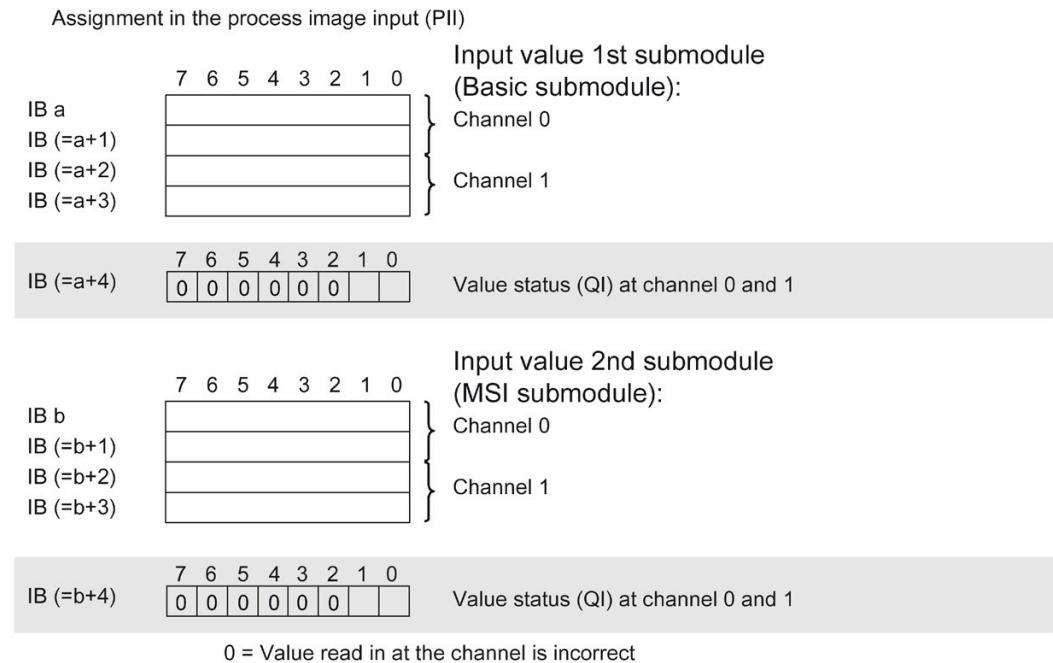 Assignment in the process image input (PII)
Input value 1st submodule
7 6 5 4 3 2 1 0
(Basic submodule):
IB a
Channel 0
IB (=a+1)
IB (=a+2)
Channel 1
IB (=a+3)
7 6 5 4 3 2 1 0
IB (=a+4)
0 0 0 0 0 0
Value status (QI) at channel 0 and 1
Input value 2nd submodule
7 6 5 4 3 2 1 0
(MSI submodule):
IB b
Channel 0
IB (=b+1)
IB (=b+2)
Channel 1
IB (=b+3)
7 6 5 4 3 2 1 0
IB (=b+4)
0 0 0 0 0 0
Value status (QI) at channel 0 and 1
0 = Value read in at the channel is incorrect